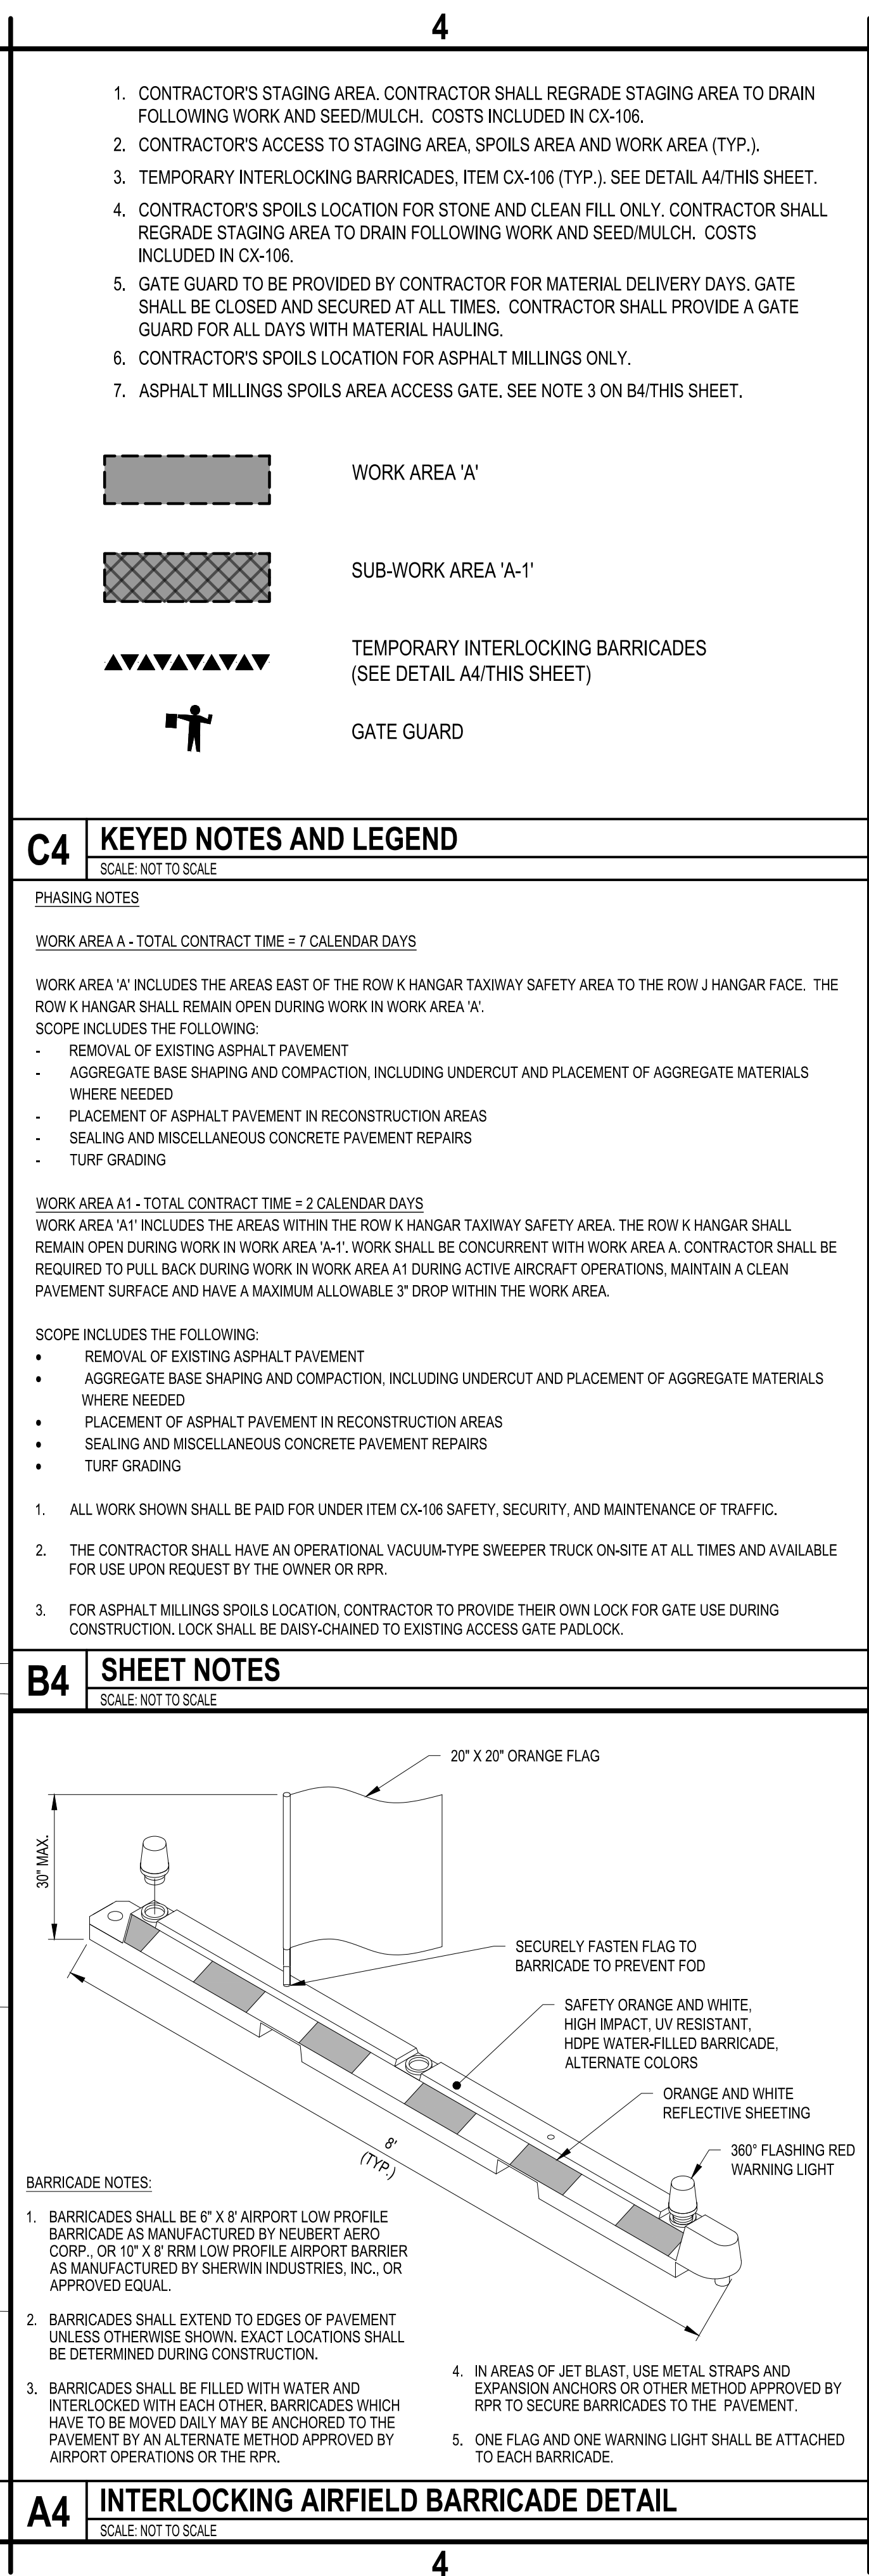 4
1. CONTRACTOR'S STAGING AREA. CONTRACTOR SHALL REGRADE STAGING AREA TO DRAIN
FOLLOWING WORK AND SEED/MULCH. COSTS INCLUDED IN CX-106.
2. CONTRACTOR'S ACCESS TO STAGING AREA, SPOILS AREA AND WORK AREA (TYP.).
3. TEMPORARY INTERLOCKING BARRICADES, ITEM CX-106 (TYP.). SEE DETAIL A4/THIS SHEET.
4. CONTRACTOR'S SPOILS LOCATION FOR STONE AND CLEAN FILL ONLY. CONTRACTOR SHALL
REGRADE STAGING AREA TO DRAIN FOLLOWING WORK AND SEED/MULCH. COSTS
INCLUDED IN CX-106.
5. GATE GUARD TO BE PROVIDED BY CONTRACTOR FOR MATERIAL DELIVERY DAYS. GATE
SHALL BE CLOSED AND SECURED AT ALL TIMES. CONTRACTOR SHALL PROVIDE A GATE
GUARD FOR ALL DAYS WITH MATERIAL HAULING.
6. CONTRACTOR'S SPOILS LOCATION FOR ASPHALT MILLINGS ONLY.
7. ASPHALT MILLINGS SPOILS AREA ACCESS GATE. SEE NOTE 3 ON B4/THIS SHEET.
WORK AREA 'A'
SUB-WORK AREA 'A-1'
TEMPORARY INTERLOCKING BARRICADES
(SEE DETAIL A4/THIS SHEET)
GATE GUARD
C4 KEYED NOTES AND LEGEND
SCALE: NOT TO SCALE
PHASING NOTES
WORK AREA A - TOTAL CONTRACT TIME = 7 CALENDAR DAYS
WORK AREA 'A' INCLUDES THE AREAS EAST OF THE ROW K HANGAR TAXIWAY SAFETY AREA TO THE ROW J HANGAR FACE. THE
ROW K HANGAR SHALL REMAIN OPEN DURING WORK IN WORK AREA 'A'.
SCOPE INCLUDES THE FOLLOWING:
- REMOVAL OF EXISTING ASPHALT PAVEMENT
- AGGREGATE BASE SHAPING AND COMPACTION, INCLUDING UNDERCUT AND PLACEMENT OF AGGREGATE MATERIALS
WHERE NEEDED
- PLACEMENT OF ASPHALT PAVEMENT IN RECONSTRUCTION AREAS
- SEALING AND MISCELLANEOUS CONCRETE PAVEMENT REPAIRS
- TURF GRADING
WORK AREA A1 - TOTAL CONTRACT TIME = 2 CALENDAR DAYS
WORK AREA 'A1' INCLUDES THE AREAS WITHIN THE ROW K HANGAR TAXIWAY SAFETY AREA. THE ROW K HANGAR SHALL
REMAIN OPEN DURING WORK IN WORK AREA 'A-1'. WORK SHALL BE CONCURRENT WITH WORK AREA A. CONTRACTOR SHALL BE
REQUIRED TO PULL BACK DURING WORK IN WORK AREA A1 DURING ACTIVE AIRCRAFT OPERATIONS, MAINTAIN A CLEAN
PAVEMENT SURFACE AND HAVE A MAXIMUM ALLOWABLE 3" DROP WITHIN THE WORK AREA.
SCOPE INCLUDES THE FOLLOWING:
• REMOVAL OF EXISTING ASPHALT PAVEMENT
• AGGREGATE BASE SHAPING AND COMPACTION, INCLUDING UNDERCUT AND PLACEMENT OF AGGREGATE MATERIALS
WHERE NEEDED
• PLACEMENT OF ASPHALT PAVEMENT IN RECONSTRUCTION AREAS
• SEALING AND MISCELLANEOUS CONCRETE PAVEMENT REPAIRS
• TURF GRADING
1. ALL WORK SHOWN SHALL BE PAID FOR UNDER ITEM CX-106 SAFETY, SECURITY, AND MAINTENANCE OF TRAFFIC.
2. THE CONTRACTOR SHALL HAVE AN OPERATIONAL VACUUM-TYPE SWEEPER TRUCK ON-SITE AT ALL TIMES AND AVAILABLE
FOR USE UPON REQUEST BY THE OWNER OR RPR.
3. FOR ASPHALT MILLINGS SPOILS LOCATION, CONTRACTOR TO PROVIDE THEIR OWN LOCK FOR GATE USE DURING
CONSTRUCTION. LOCK SHALL BE DAISY-CHAINED TO EXISTING ACCESS GATE PADLOCK.
B4 SHEET NOTES
SCALE: NOT TO SCALE
20" X 20" ORANGE FLAG
30" MAX.
SECURELY FASTEN FLAG TO
BARRICADE TO PREVENT FOD
SAFETY ORANGE AND WHITE,
HIGH IMPACT, UV RESISTANT,
HDPE WATER-FILLED BARRICADE,
ALTERNATE COLORS
ORANGE AND WHITE
REFLECTIVE SHEETING
360° FLASHING RED
WARNING LIGHT
8'
(TYP.)
BARRICADE NOTES:
1. BARRICADES SHALL BE 6" X 8' AIRPORT LOW PROFILE
BARRICADE AS MANUFACTURED BY NEUBERT AERO
CORP., OR 10" X 8' RRM LOW PROFILE AIRPORT BARRIER
AS MANUFACTURED BY SHERWIN INDUSTRIES, INC., OR
APPROVED EQUAL.
2. BARRICADES SHALL EXTEND TO EDGES OF PAVEMENT
UNLESS OTHERWISE SHOWN. EXACT LOCATIONS SHALL
BE DETERMINED DURING CONSTRUCTION.
3. BARRICADES SHALL BE FILLED WITH WATER AND
INTERLOCKED WITH EACH OTHER. BARRICADES WHICH
HAVE TO BE MOVED DAILY MAY BE ANCHORED TO THE
PAVEMENT BY AN ALTERNATE METHOD APPROVED BY
AIRPORT OPERATIONS OR THE RPR.
4. IN AREAS OF JET BLAST, USE METAL STRAPS AND
EXPANSION ANCHORS OR OTHER METHOD APPROVED BY
RPR TO SECURE BARRICADES TO THE PAVEMENT.
5. ONE FLAG AND ONE WARNING LIGHT SHALL BE ATTACHED
TO EACH BARRICADE.
A4 INTERLOCKING AIRFIELD BARRICADE DETAIL
SCALE: NOT TO SCALE
4